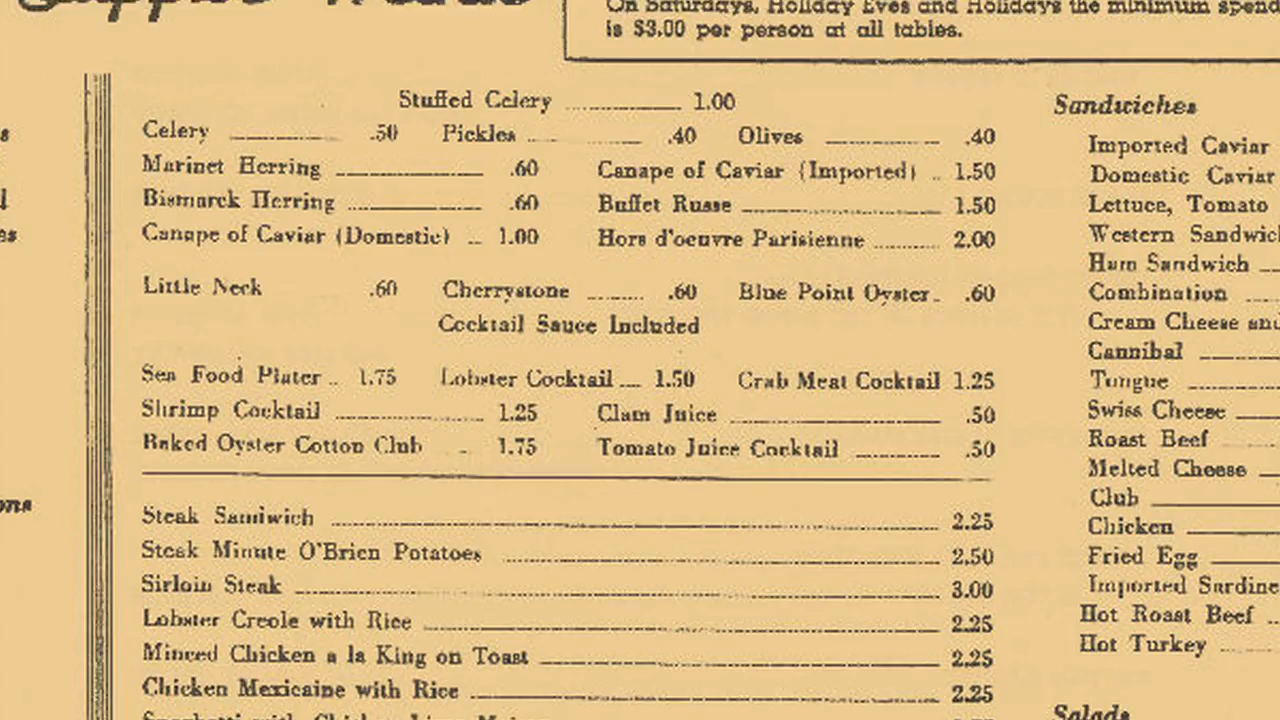 On Saturdays, Holiday Eves and Holidays the minimum spend
is $3.00 per person at all tables.
Stuffed Celery 1.00
Celery .50 Pickles .40 Olives .40
Marinet Herring .60 Canape of Caviar (Imported) 1.50
Bismarck Herring .60 Buffet Russe 1.50
Canape of Caviar (Domestic) 1.00 Hors d'oeuvre Parisienne 2.00
Little Neck .60 Cherrystone .60 Blue Point Oyster .60
Cocktail Sauce Included
Sea Food Plater 1.75 Lobster Cocktail 1.50 Crab Meat Cocktail 1.25
Shrimp Cocktail 1.25 Clam Juice .50
Baked Oyster Cotton Club 1.75 Tomato Juice Cocktail .50
Steak Sandwich 2.25
Steak Minute O'Brien Potatoes 2.50
Sirloin Steak 3.00
Lobster Creole with Rice 2.25
Minced Chicken a la King on Toast 2.25
Chicken Mexicaine with Rice 2.25
Sandwiches
Imported Caviar
Domestic Caviar
Lettuce, Tomato
Western Sandwich
Ham Sandwich
Combination
Cream Cheese and
Cannibal
Tongue
Swiss Cheese
Roast Beef
Melted Cheese
Club
Chicken
Fried Egg
Imported Sardine
Hot Roast Beef
Hot Turkey
Salads